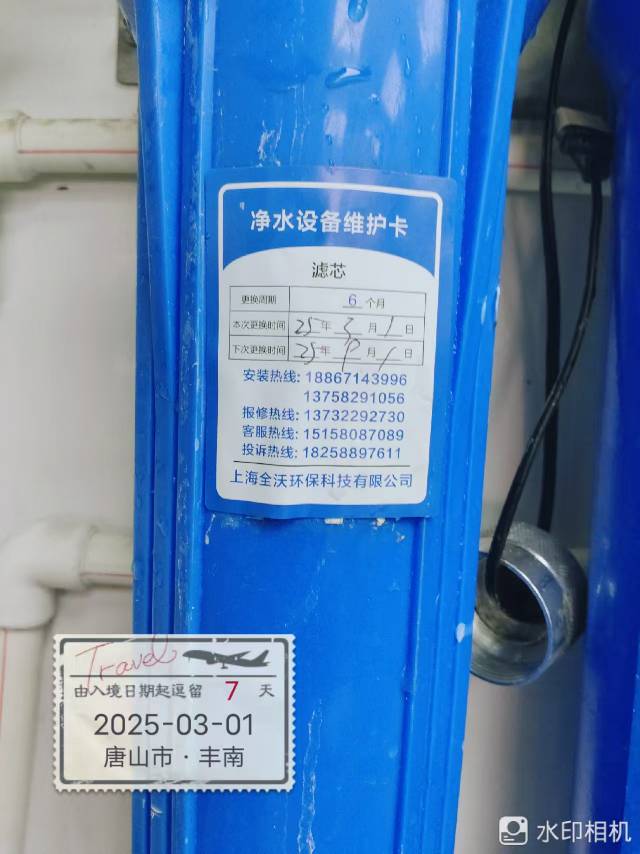 净水设备维护卡
滤芯
更换周期 6 个月
本次更换时间 25 年 3 月 1 日
下次更换时间 25 年 9 月 1 日
安装热线: 18867143996
13758291056
报修热线: 13732292730
客服热线: 15158087089
投诉热线: 18258897611
上海全沃环保科技有限公司
Travel
由入境日期起逗留 7 天
2025-03-01
唐山市·丰南
水印相机